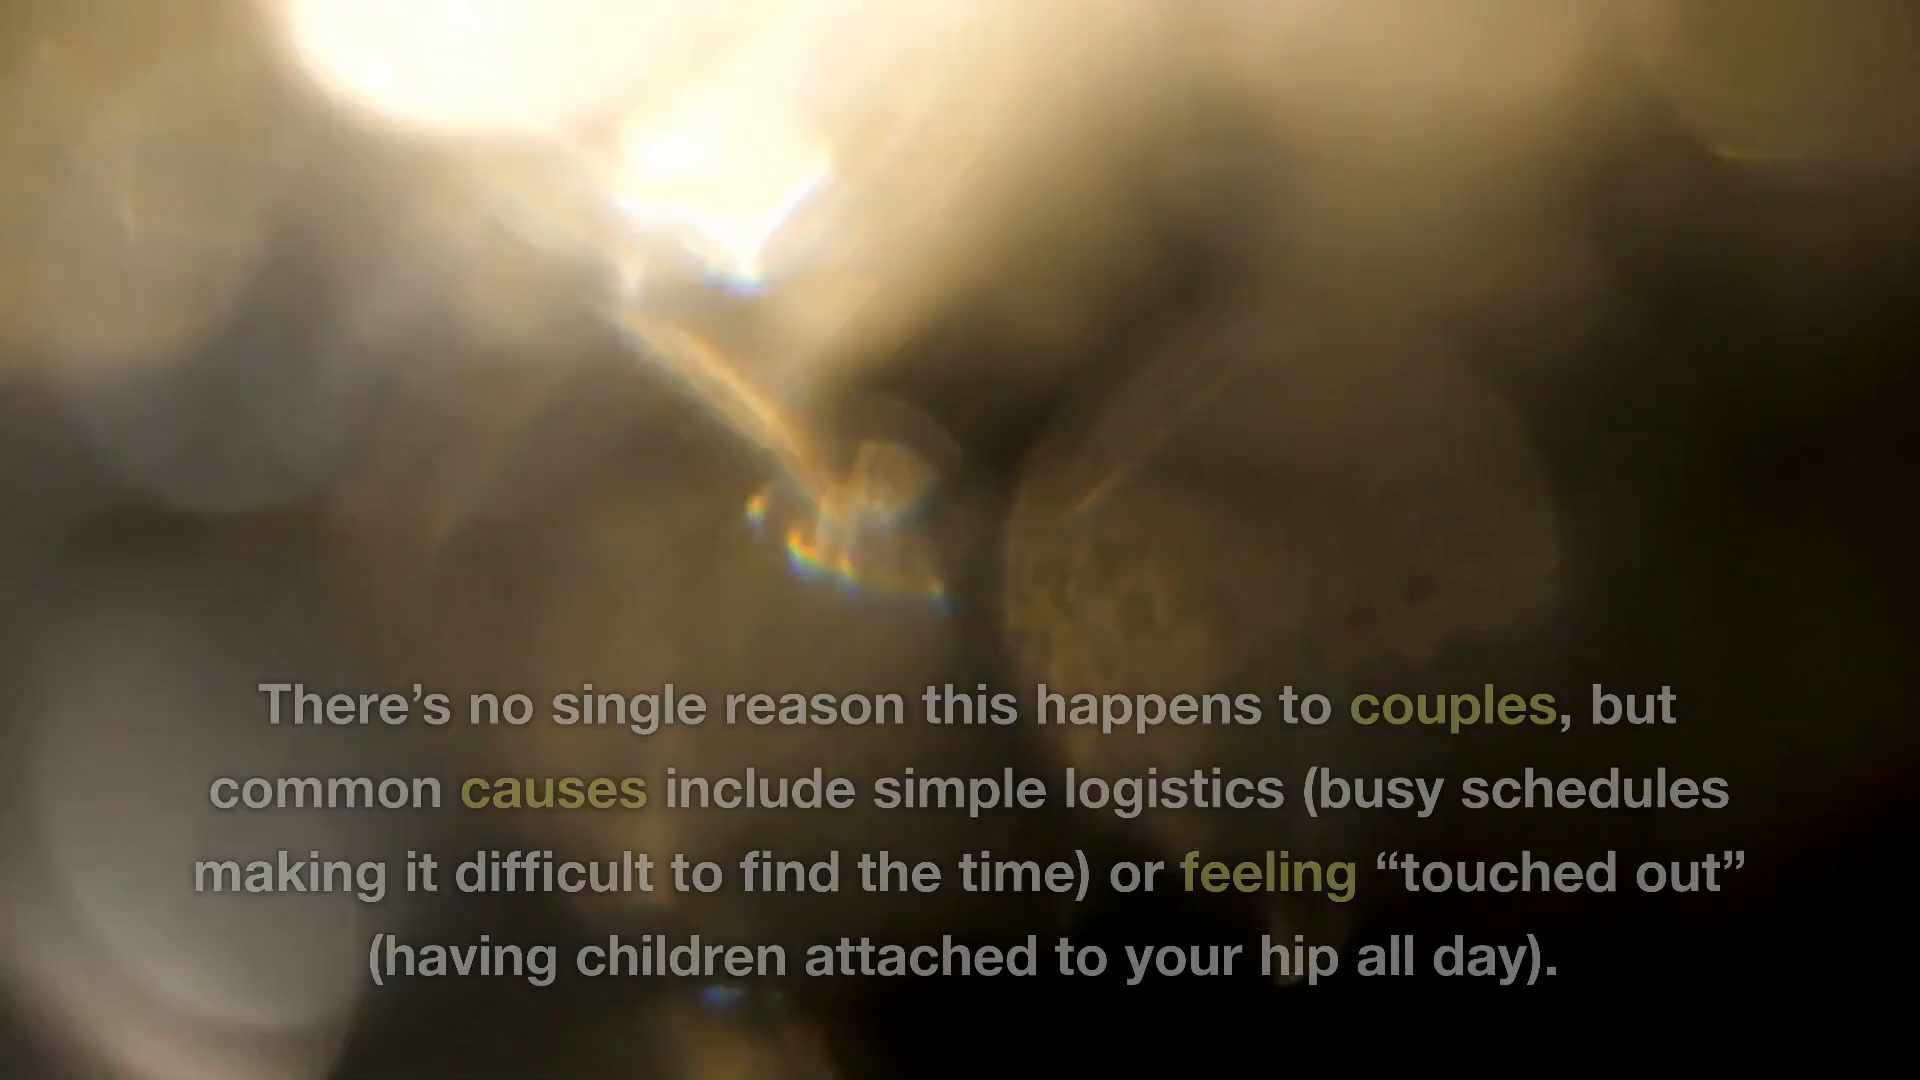 There’s no single reason this happens to couples, but
common causes include simple logistics (busy schedules
making it difficult to find the time) or feeling “touched out”
(having children attached to your hip all day).